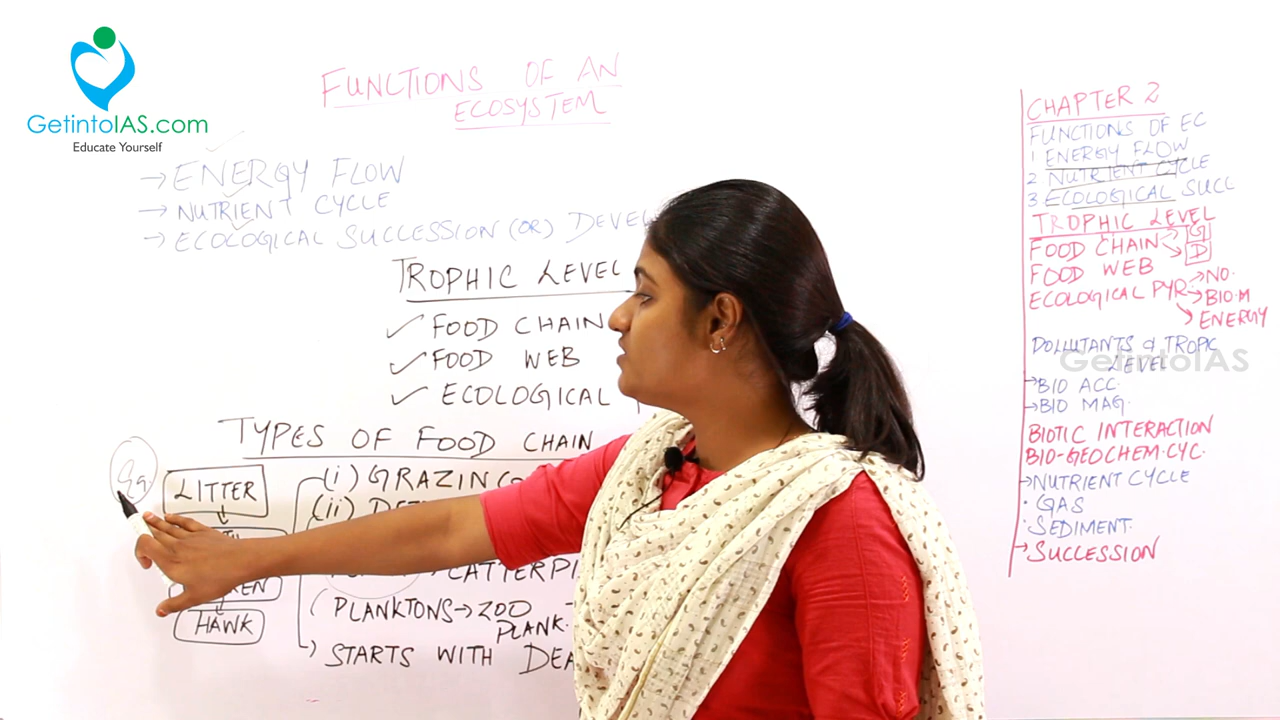 GetintoIAS.com
Educate Yourself
FUNCTIONS OF AN
ECOSYSTEM
→ ENERGY FLOW
→ NUTRIENT CYCLE
→ ECOLOGICAL SUCCESSION (OR) DEVEL
TROPHIC LEVEL
✓ FOOD CHAIN
✓ FOOD WEB
✓ ECOLOGICAL
TYPES OF FOOD CHAIN
LITTER
HAWK
(i) GRAZIN
(ii) DET
CATTERPI
PLANKTONS → ZOO
PLANK.
STARTS WITH DEA
CHAPTER 2
FUNCTIONS OF EC
1 ENERGY FLOW
2 NUTRIENT CYCLE
3 ECOLOGICAL SUCC
TROPHIC LEVEL
FOOD CHAIN → G
→ D
FOOD WEB
ECOLOGICAL PYR → NO.
→ BIO.M
→ ENERGY
POLLUTANTS & TROPIC
LEVEL
GetintoIAS
→ BIO ACC.
→ BIO MAG.
BIOTIC INTERACTION
BIO-GEOCHEM.CYC.
→ NUTRIENT CYCLE
· GAS
· SEDIMENT.
→ SUCCESSION